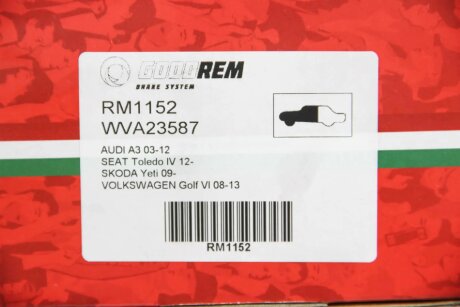 GOODREM
BRAKE SYSTEM
RM1152
WVA23587
AUDI A3 03-12
SEAT Toledo IV 12-
SKODA Yeti 09-
VOLKSWAGEN Golf VI 08-13
RM1152